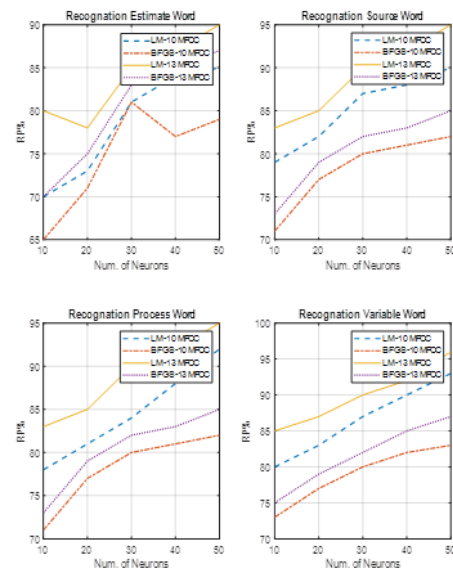 Recognation Estimate Word
90
85
80
75
70
65
RP%
LM-10 MFCC
BFGS-10 MFCC
LM-13 MFCC
BFGS-13 MFCC
10 20 30 40 50
Num. of Neurons
Recognation Source Word
95
90
85
80
75
70
RP%
LM-10 MFCC
BFGS-10 MFCC
LM-13 MFCC
BFGS-13 MFCC
10 20 30 40 50
Num. of Neurons
Recognation Process Word
95
90
85
80
75
70
RP%
LM-10 MFCC
BFGS-10 MFCC
LM-13 MFCC
BFGS-13 MFCC
10 20 30 40 50
Num. of Neurons
Recognation Variable Word
100
95
90
85
80
75
70
RP%
LM-10 MFCC
BFGS-10 MFCC
LM-13 MFCC
BFGS-13 MFCC
10 20 30 40 50
Num. of Neurons